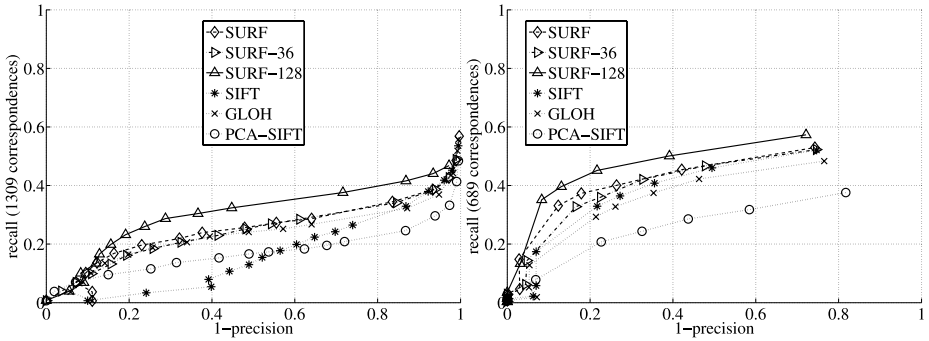 1
0.8
0.6
0.4
0.2
0
recall (1309 correspondences)
SURF
SURF-36
SURF-128
SIFT
GLOH
PCA-SIFT
0
0.2
0.4
0.6
0.8
1
1-precision
1
0.8
0.6
0.4
0.2
0
recall (689 correspondences)
SURF
SURF-36
SURF-128
SIFT
GLOH
PCA-SIFT
0
0.2
0.4
0.6
0.8
1
1-precision